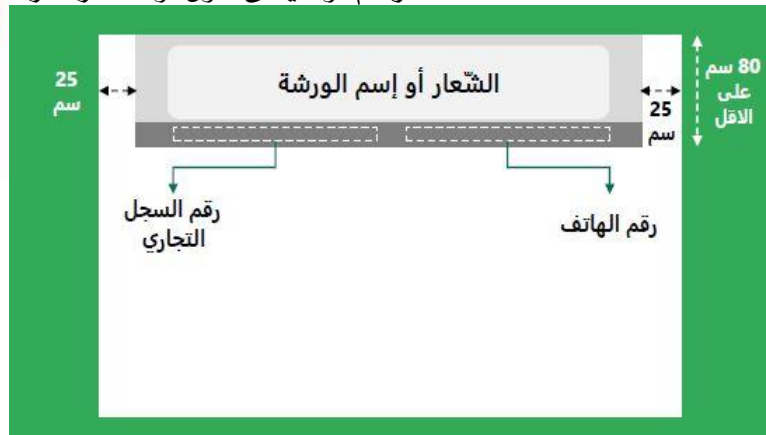 الشّعار أو إسم الورشة
80 سم
على
الاقل
25
سم
25
سم
رقم الهاتف
رقم السجل
التجاري